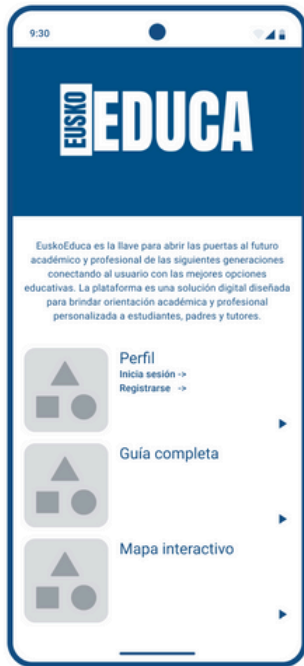 9:30
EUSKO
EDUCA
EuskoEduca es la llave para abrir las puertas al futuro
académico y profesional de las siguientes generaciones
conectando al usuario con las mejores opciones
educativas. La plataforma es una solución digital diseñada
para brindar orientación académica y profesional
personalizada a estudiantes, padres y tutores.
Perfil
Inicia sesión ->
Registrarse ->
Guía completa
Mapa interactivo